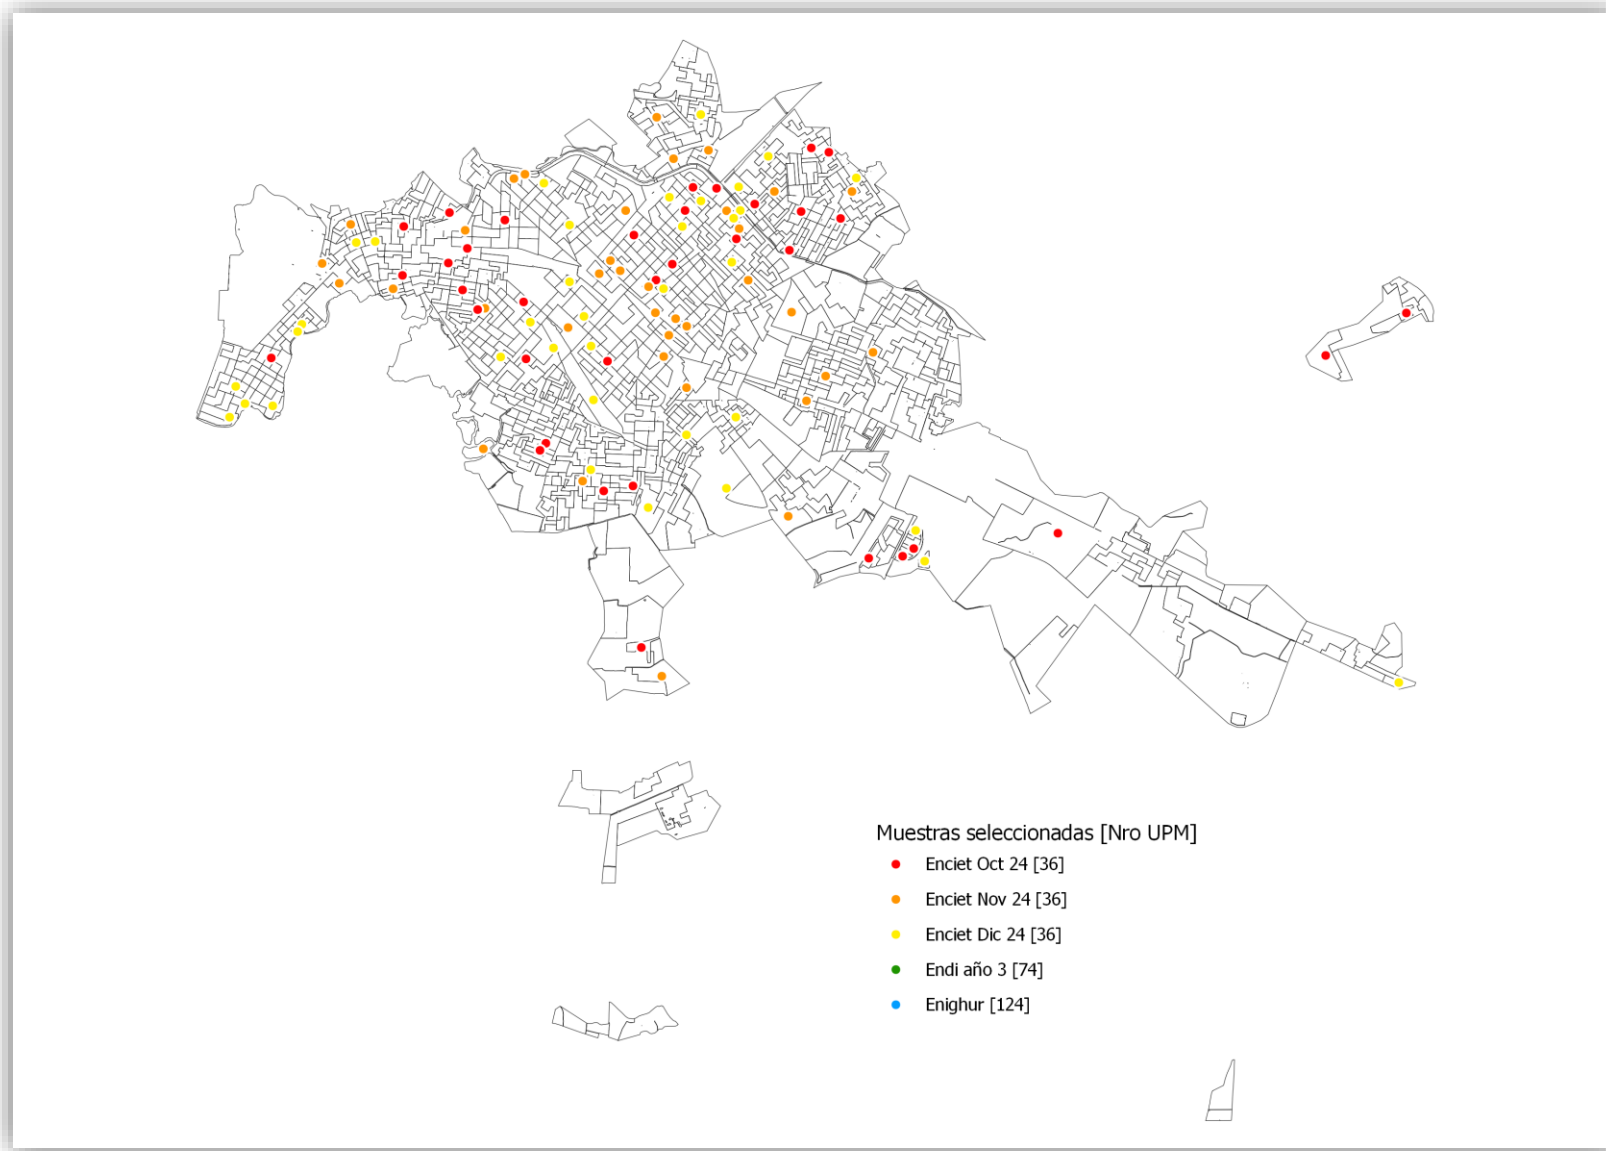 Muestras seleccionadas [Nro UPM]
Enciet Oct 24 [36]
Enciet Nov 24 [36]
Enciet Dic 24 [36]
Endi año 3 [74]
Enighur [124]